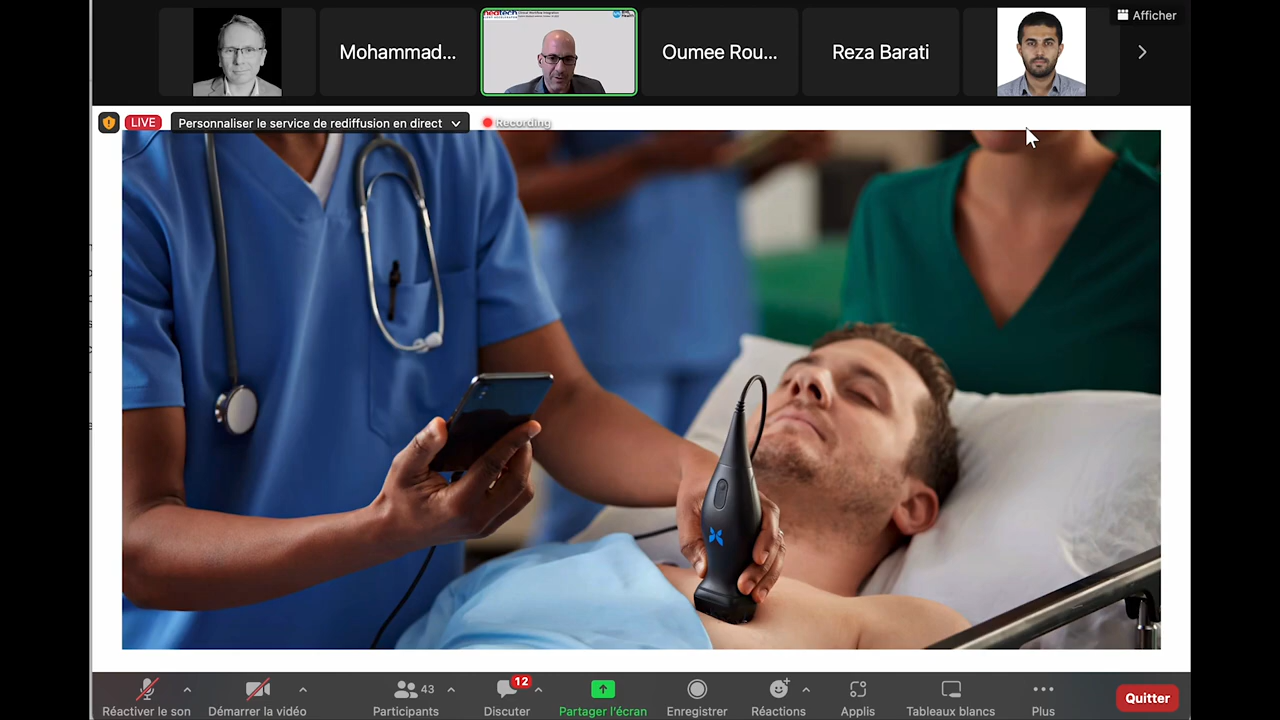 Mohammad...
Oumee Rou...
Reza Barati
Afficher
LIVE
Personnaliser le service de rediffusion en direct
Recording
Réactiver le son
Démarrer la vidéo
43
Participants
12
Discuter
Partager l'écran
Enregistrer
Réactions
Applis
Tableaux blancs
Plus
Quitter